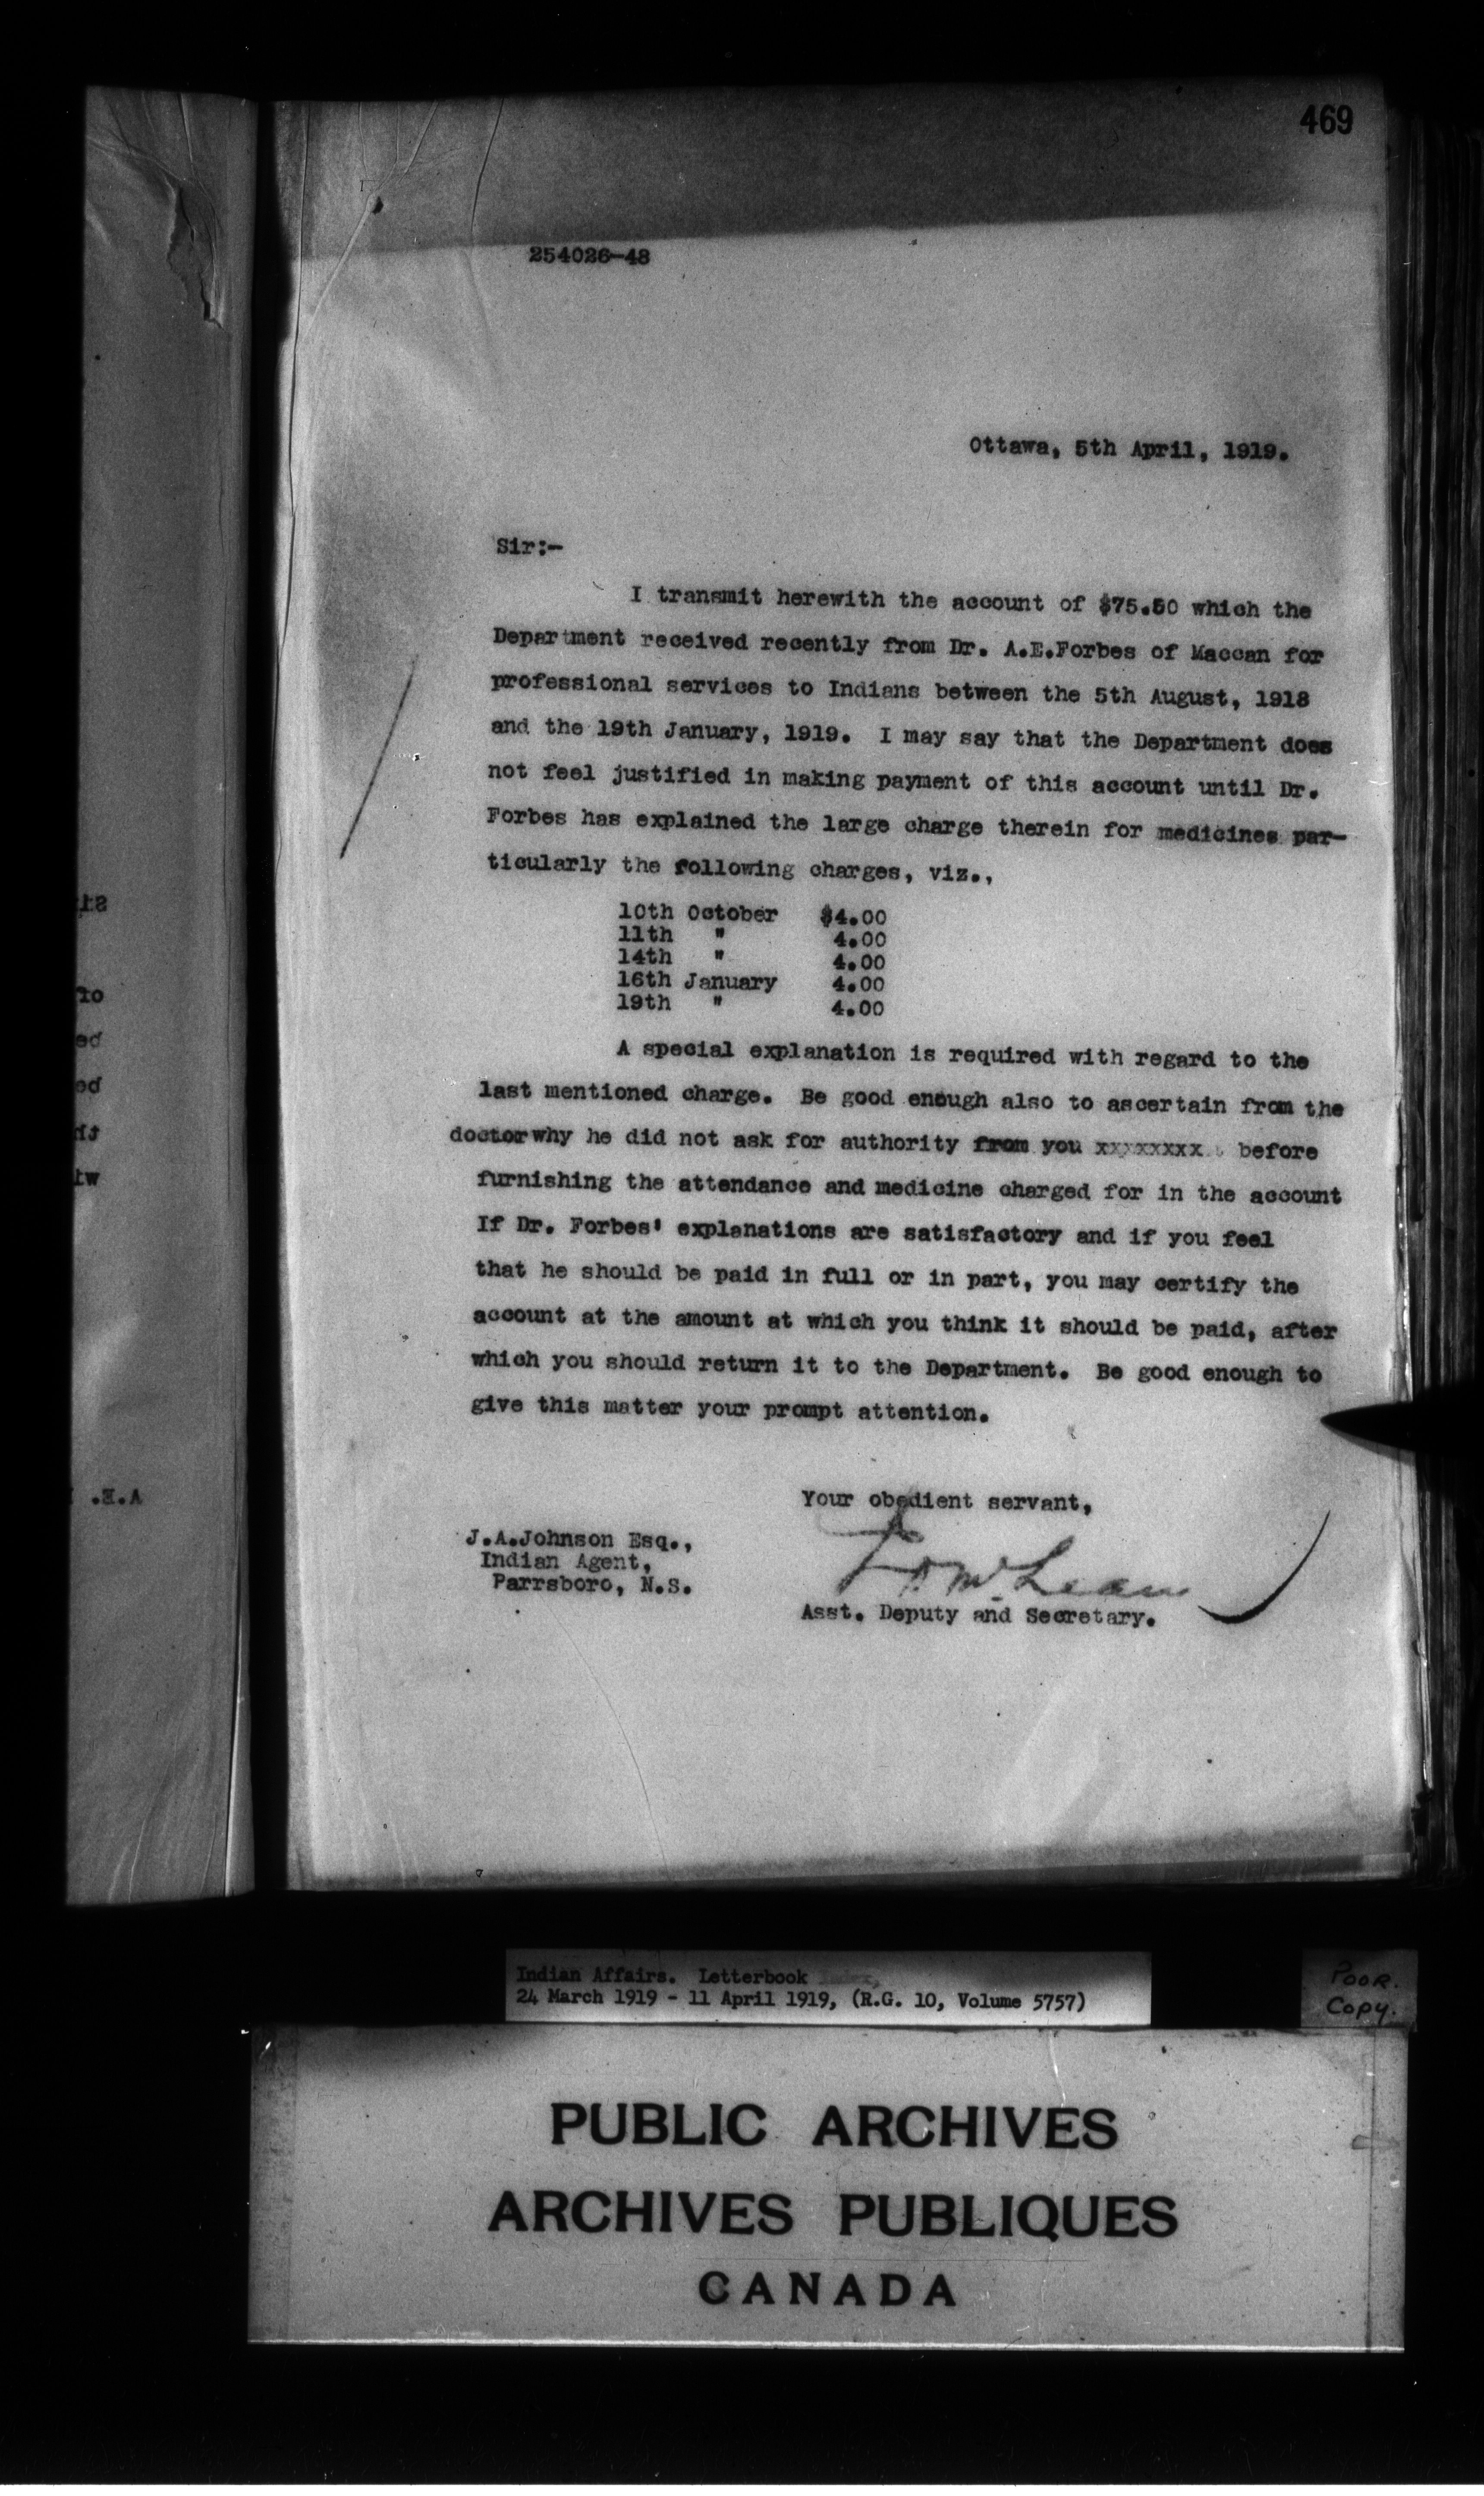 469
254026-48
Ottawa, 5th April, 1919.
Sir:-
I transmit herewith the account of $75.50 which the
Department received recently from Dr. A.E.Forbes of Maccan for
professional services to Indians between the 5th August, 1918
and the 19th January, 1919. I may say that the Department does
not feel justified in making payment of this account until Dr.
Forbes has explained the large charge therein for medicines par-
ticularly the following charges, viz.,
10th October $4.00
11th " 4.00
14th " 4.00
16th January 4.00
19th " 4.00
A special explanation is required with regard to the
last mentioned charge. Be good enough also to ascertain from the
doctor why he did not ask for authority from you xxxxxxxx before
furnishing the attendance and medicine charged for in the account
If Dr. Forbes' explanations are satisfactory and if you feel
that he should be paid in full or in part, you may certify the
account at the amount at which you think it should be paid, after
which you should return it to the Department. Be good enough to
give this matter your prompt attention.
Your obedient servant,
J.A.Johnson Esq.,
Indian Agent,
Parrsboro, N.S.
McLean
Asst. Deputy and Secretary.
Indian Affairs. Letterbook
24 March 1919 - 11 April 1919, (R.G. 10, Volume 5757)
POOR.
COPY.
PUBLIC ARCHIVES
ARCHIVES PUBLIQUES
CANADA